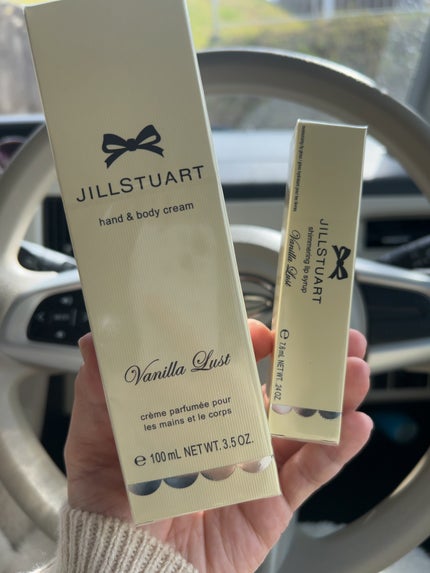 JILLSTUART
hand & body cream
Vanilla Lust
crème parfumée pour
les mains et le corps
e 100 mL NET WT. 3.5 OZ.
JILLSTUART
shimmering lip syrup
Vanilla Lust
e 7.8 mL NET WT. .24 OZ.